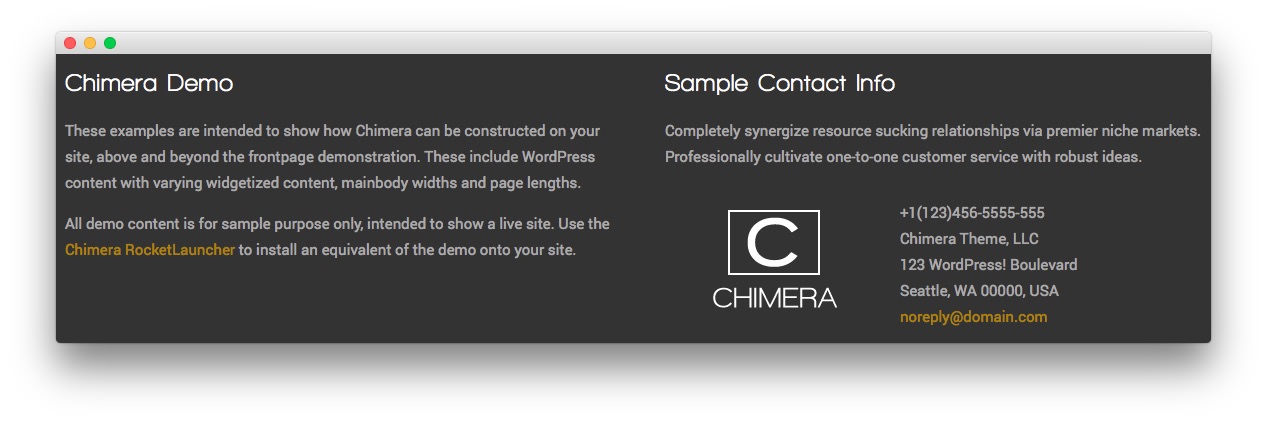 Chimera Demo
These examples are intended to show how Chimera can be constructed on your
site, above and beyond the frontpage demonstration. These include WordPress
content with varying widgetized content, mainbody widths and page lengths.
All demo content is for sample purpose only, intended to show a live site. Use the
Chimera RocketLauncher to install an equivalent of the demo onto your site.
Sample Contact Info
Completely synergize resource sucking relationships via premier niche markets.
Professionally cultivate one-to-one customer service with robust ideas.
C
CHIMERA
+1(123)456-5555-555
Chimera Theme, LLC
123 WordPress! Boulevard
Seattle, WA 00000, USA
noreply@domain.com